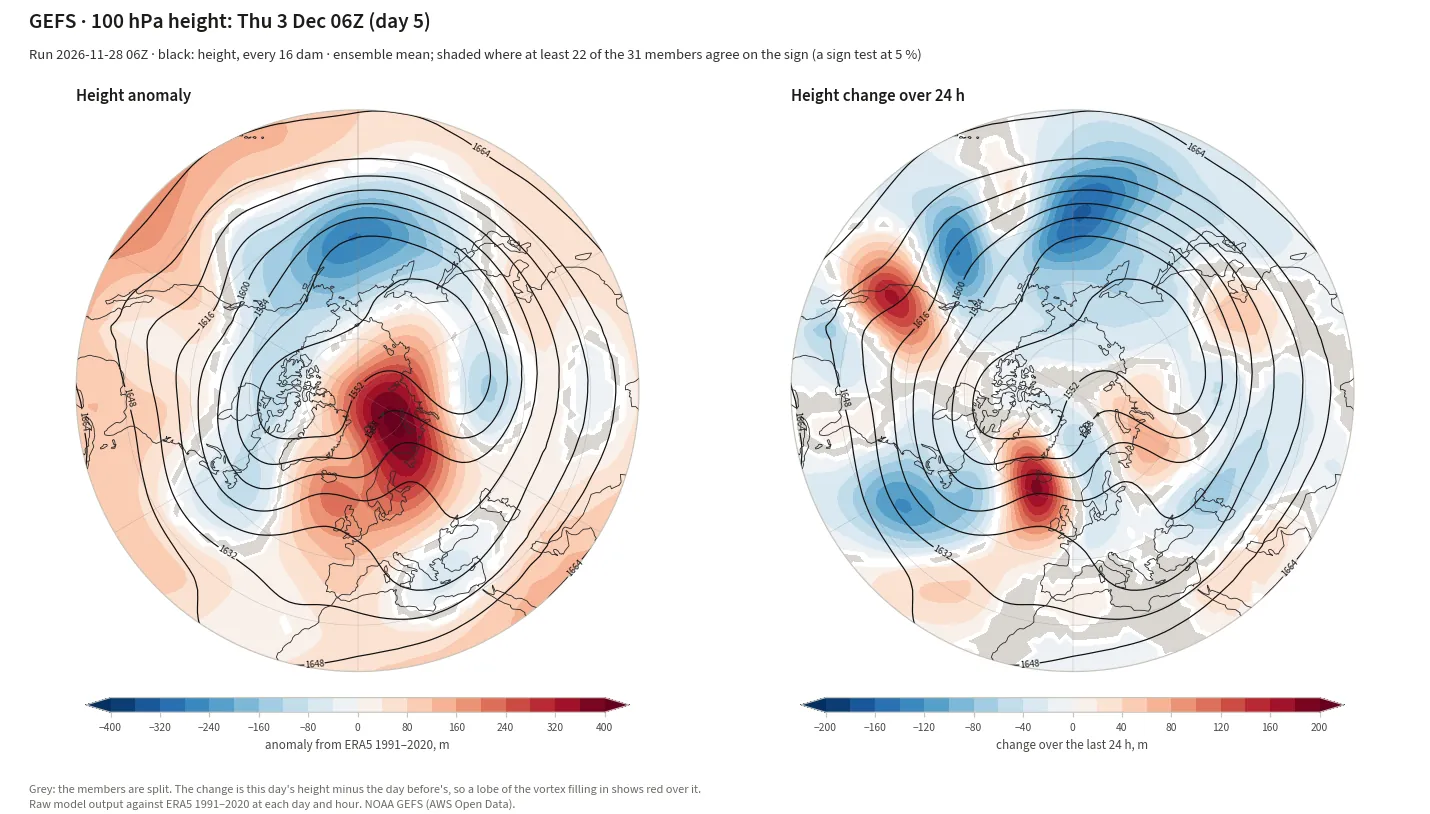 GEFS · 100 hPa height: Thu 3 Dec 06Z (day 5)
Run 2026-11-28 06Z · black: height, every 16 dam · ensemble mean; shaded where at least 22 of the 31 members agree on the sign (a sign test at 5 %)
Height anomaly
Height change over 24 h
1664
1600
1584
1616
1552
1648
1664
1632
1664
1648
1664
1600
1584
1616
1552
1648
1664
1632
1664
1648
−400 −320 −240 −160 −80 0 80 160 240 320 400
anomaly from ERA5 1991–2020, m
−200 −160 −120 −80 −40 0 40 80 120 160 200
change over the last 24 h, m
Grey: the members are split. The change is this day's height minus the day before's, so a lobe of the vortex filling in shows red over it.
Raw model output against ERA5 1991–2020 at each day and hour. NOAA GEFS (AWS Open Data).